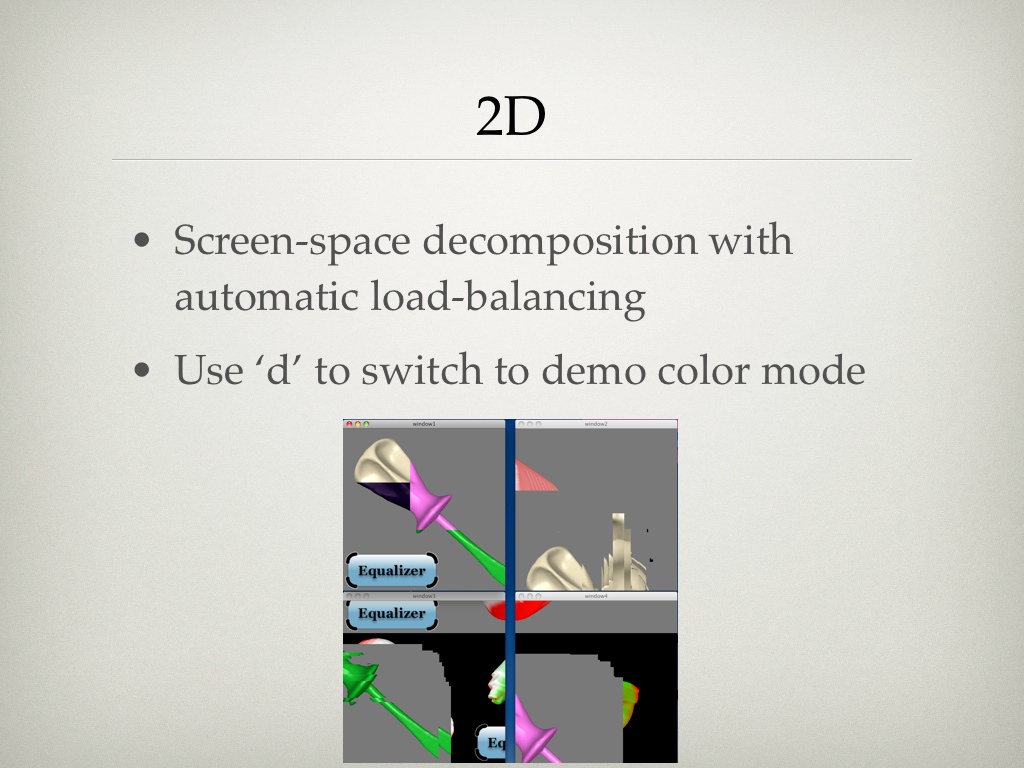 2D
• Screen-space decomposition with
automatic load-balancing
• Use ‘d’ to switch to demo color mode
window1
window2
Equalizer
window3
window4
Equalizer
Eq